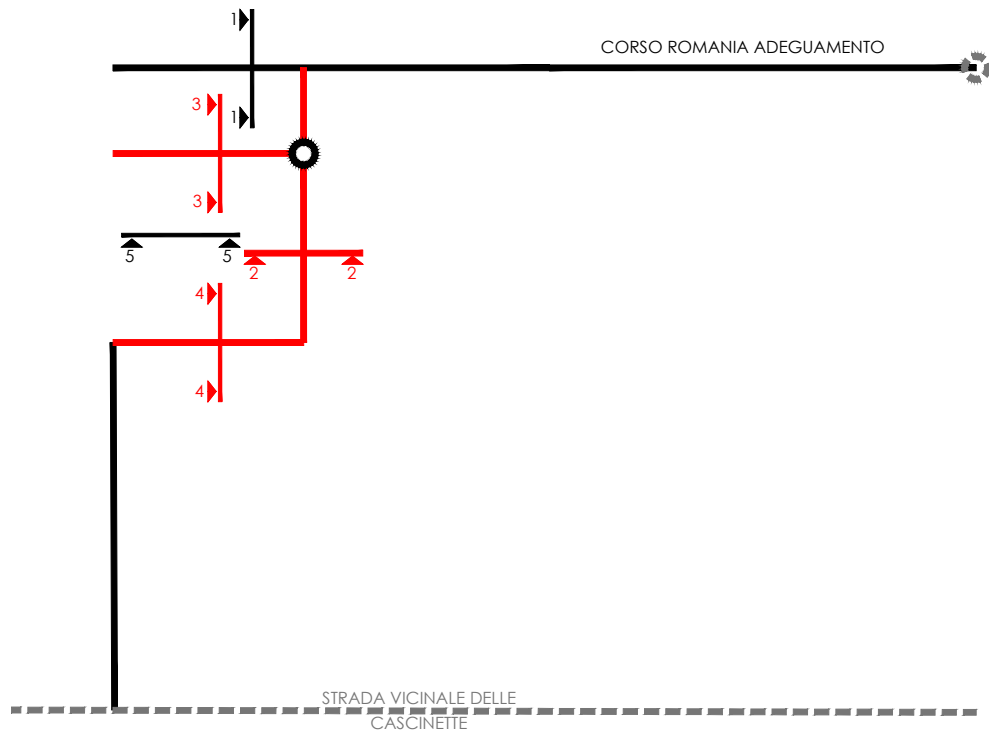 1
CORSO ROMANIA ADEGUAMENTO
3
1
3
5 5
2 2
4
4
STRADA VICINALE DELLE
CASCINETTE